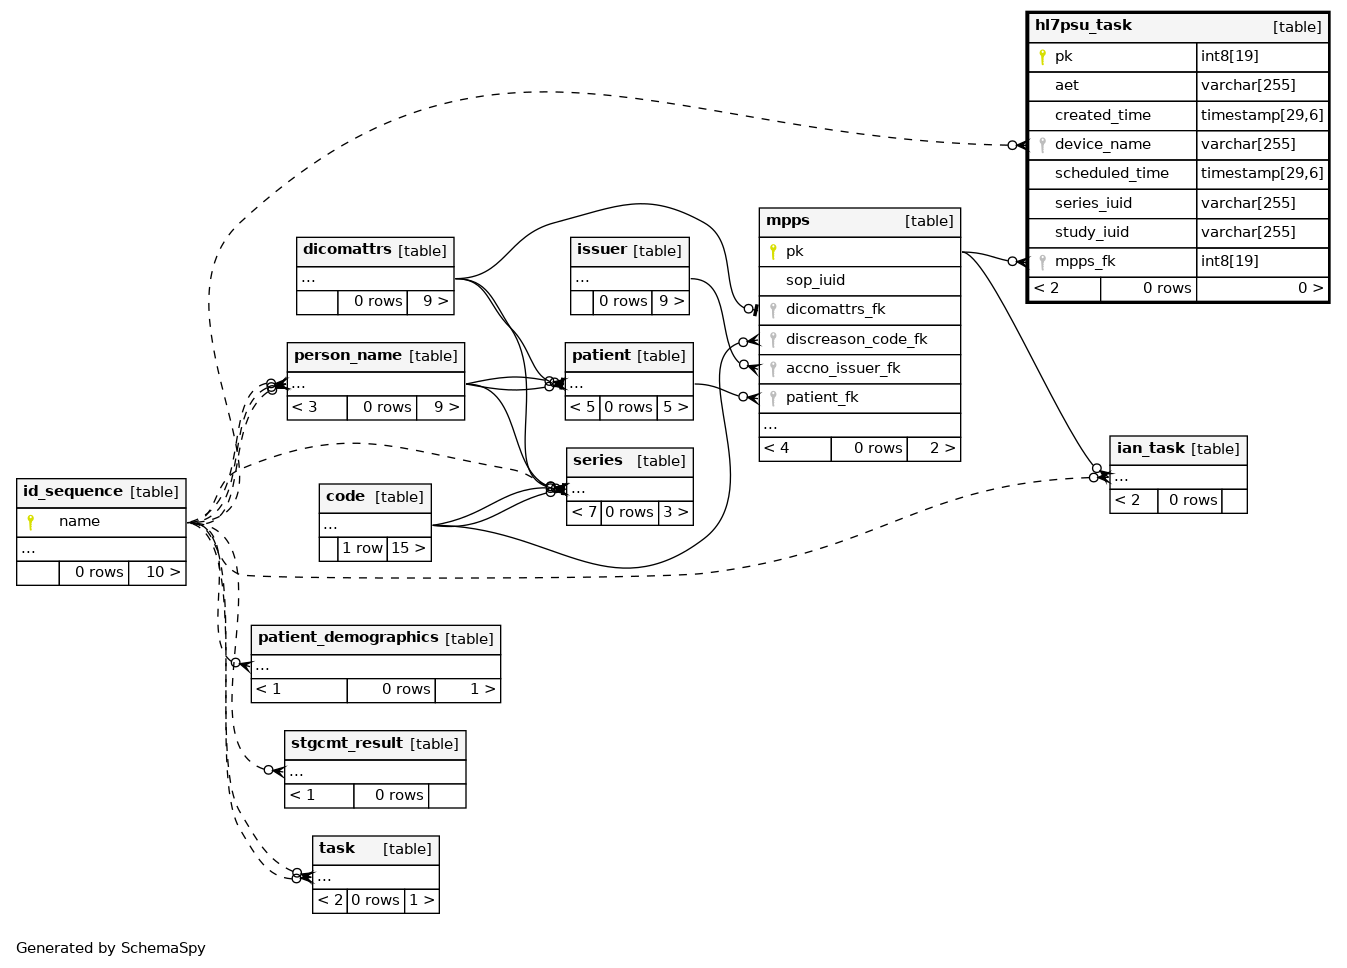 hl7psu_task [table]
pk int8[19]
aet varchar[255]
created_time timestamp[29,6]
device_name varchar[255]
scheduled_time timestamp[29,6]
series_iuid varchar[255]
study_iuid varchar[255]
mpps_fk int8[19]
< 2 0 rows 0 >
mpps [table]
pk
sop_iuid
dicomattrs_fk
discreason_code_fk
accno_issuer_fk
patient_fk
...
< 4 0 rows 2 >
dicomattrs [table]
...
0 rows 9 >
issuer [table]
...
0 rows 9 >
person_name [table]
...
< 3 0 rows 9 >
patient [table]
...
< 5 0 rows 5 >
series [table]
...
< 7 0 rows 3 >
ian_task [table]
...
< 2 0 rows
id_sequence [table]
name
...
0 rows 10 >
code [table]
...
1 row 15 >
patient_demographics [table]
...
< 1 0 rows 1 >
stgcmt_result [table]
...
< 1 0 rows
task [table]
...
< 2 0 rows 1 >
Generated by SchemaSpy